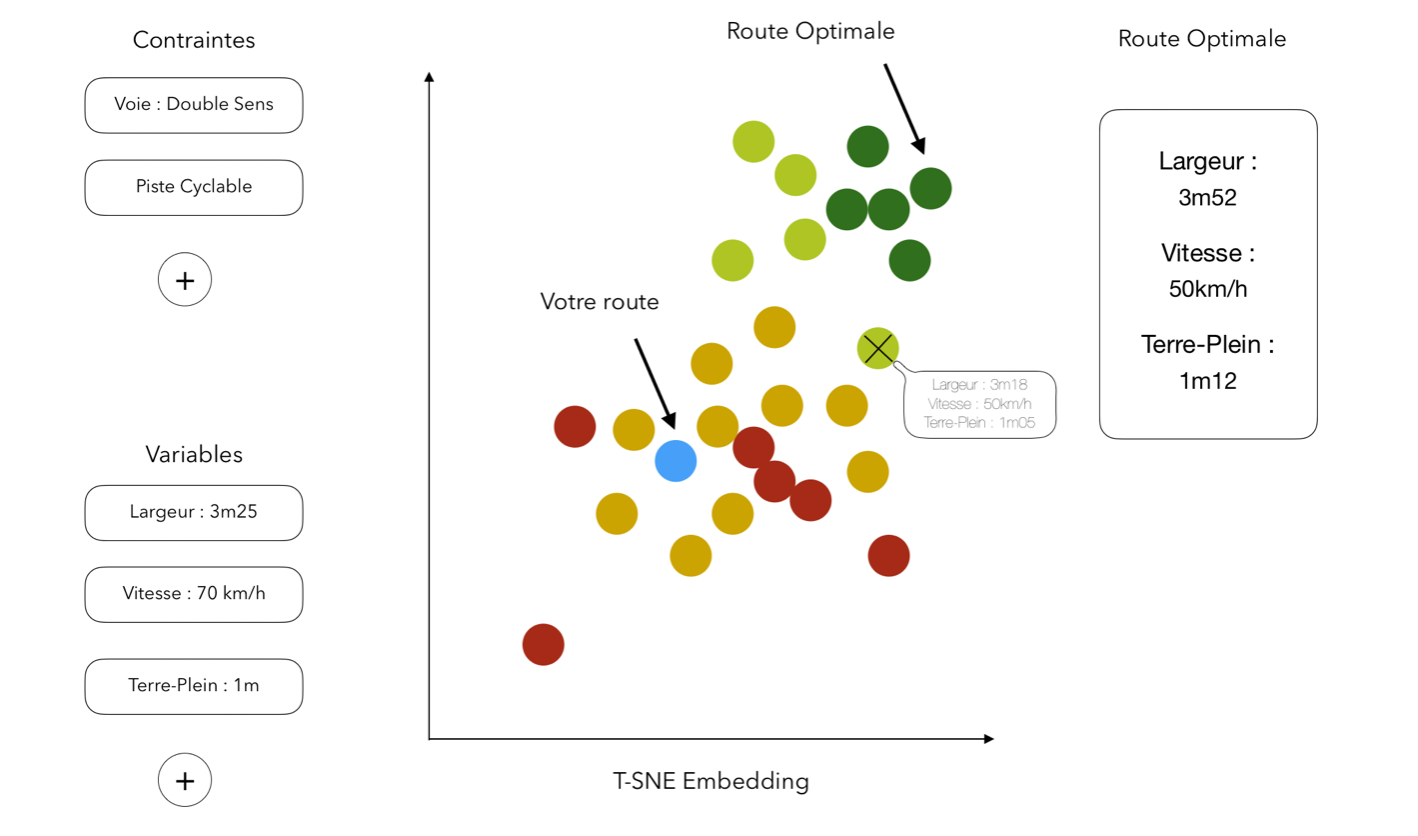 Contraintes
Voie : Double Sens
Piste Cyclable
+
Variables
Largeur : 3m25
Vitesse : 70 km/h
Terre-Plein : 1m
+
Route Optimale
Votre route
Largeur : 3m18
Vitesse : 50km/h
Terre-Plein : 1m05
T-SNE Embedding
Route Optimale
Largeur :
3m52
Vitesse :
50km/h
Terre-Plein :
1m12